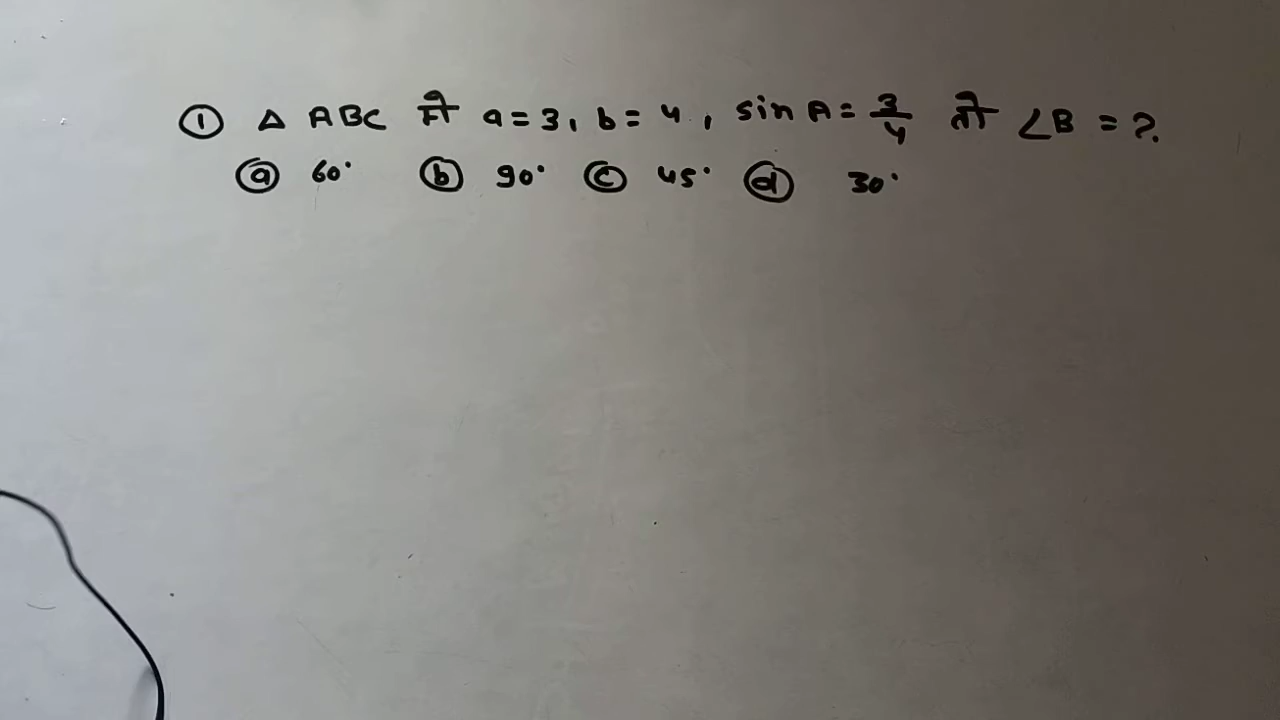 ① Δ ABC में a = 3, b = 4, sin A = 3/4 तो ∠B = ?.
ⓐ 60° ⓑ 90° ⓒ 45° ⓓ 30°